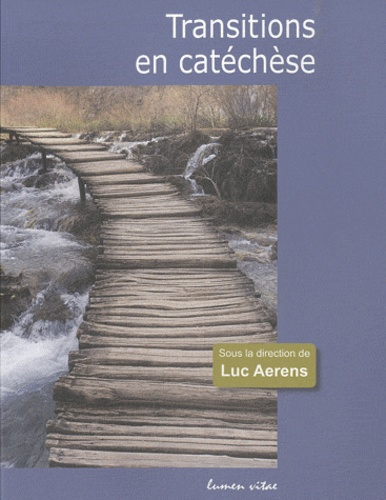 Transitions
en catéchèse
Sous la direction de
Luc Aerens
lumen vitae